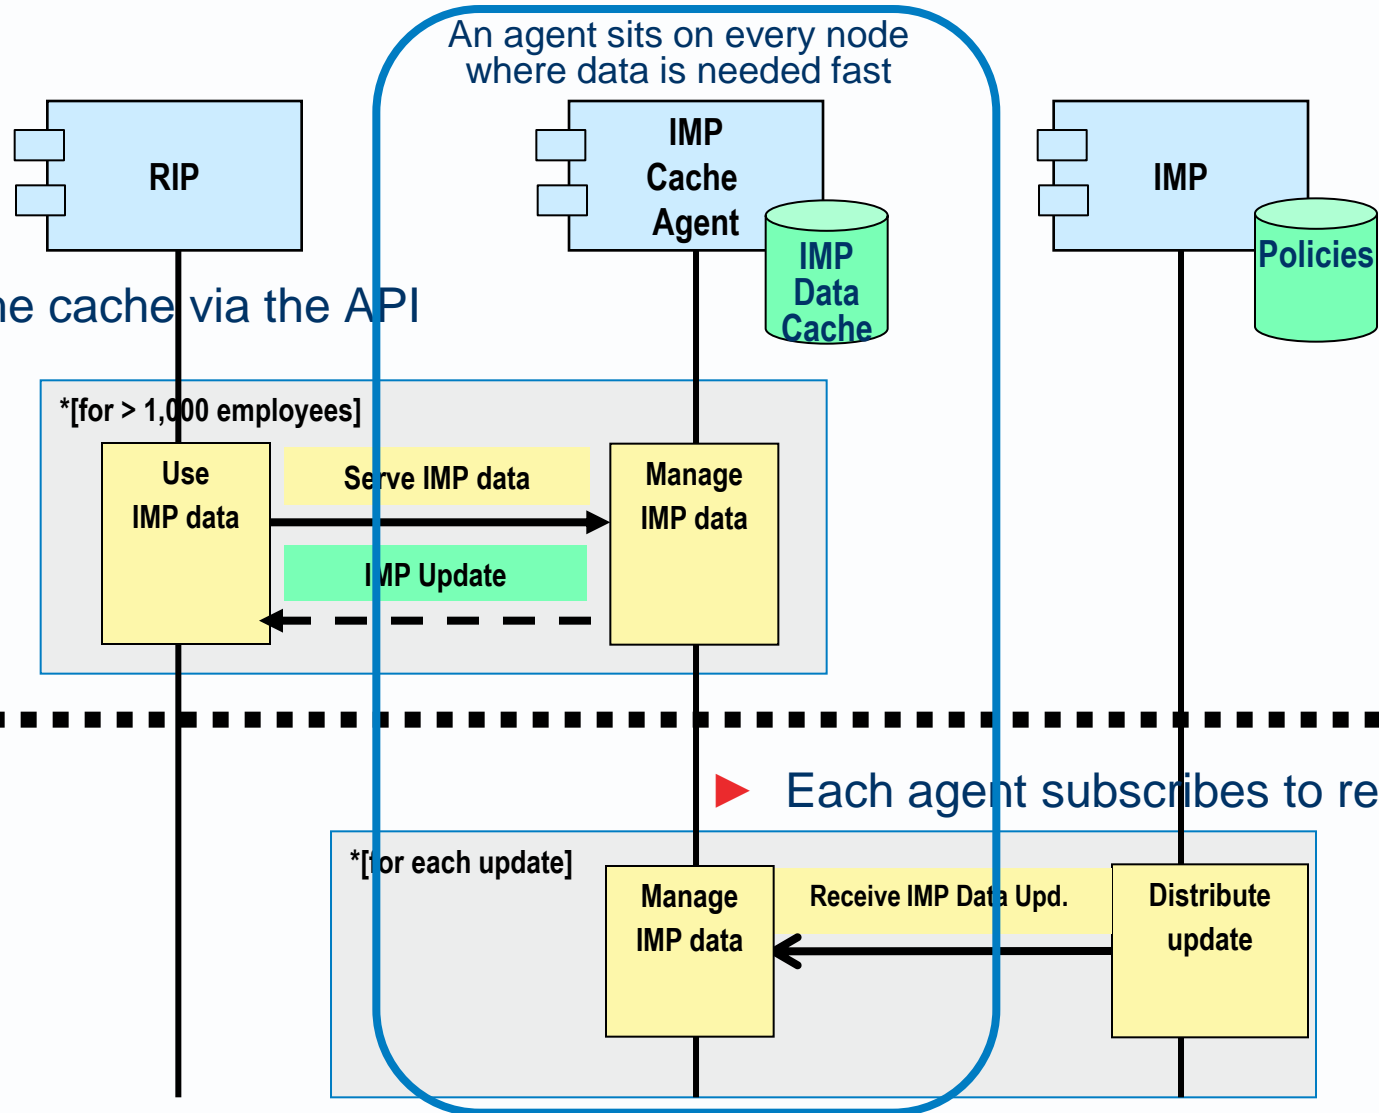 An agent sits on every node
where data is needed fast
RIP
IMP
Cache
Agent
IMP
Data
Cache
IMP
Policies
cache via the API
*[for > 1,000 employees]
Use
IMP data
Serve IMP data
IMP Update
Manage
IMP data
Each agent subscribes to re
*[for each update]
Manage
IMP data
Receive IMP Data Upd.
Distribute
update